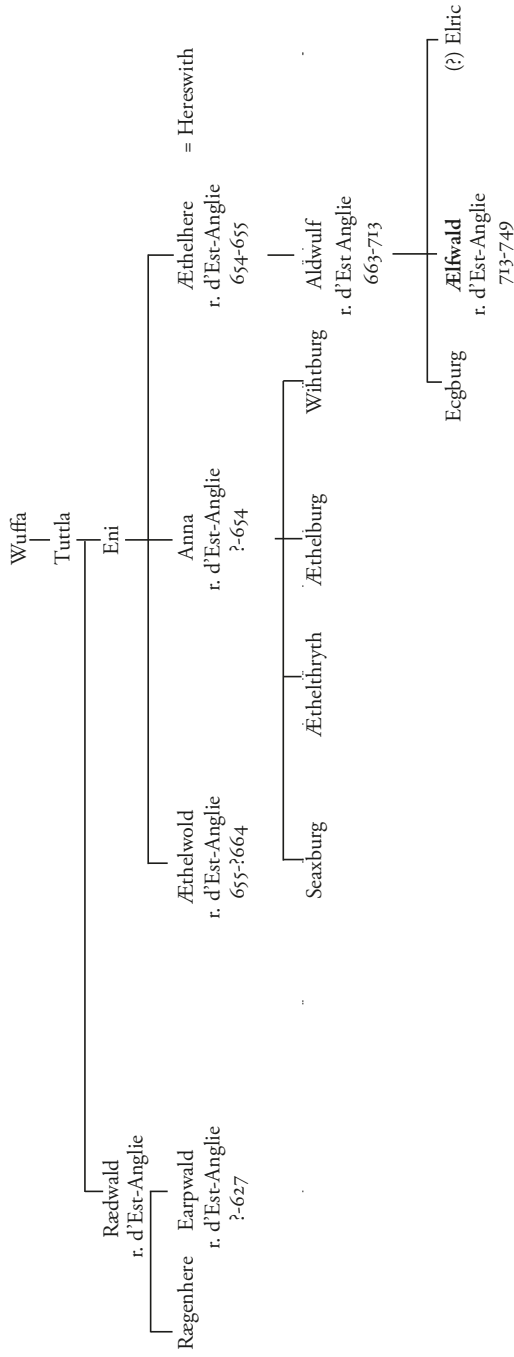 Wuffa
Tuttla
Rædwald
r. d'Est-Anglie
Eni
Rægenhere
Earpwald
r. d'Est-Anglie
?-627
Æthelwold
r. d'Est-Anglie
655-?664
Anna
r. d'Est-Anglie
?-654
Æthelhere
r. d'Est-Anglie
654-655
= Hereswith
Seaxburg
Æthelthryth
Æthelburg
Wihtburg
Aldwulf
r. d'Est Anglie
663-713
Ecgburg
Ælfwald
r. d'Est-Anglie
713-749
(?) Elric